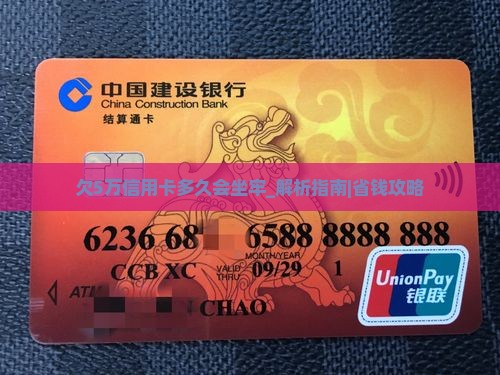 中国建设银行
China Construction Bank
结算通卡
欠5万信用卡多久会坐牢_解析指南|省钱攻略
6236 68 6588 8888 888
MONTH/YEAR
CCB XC VALID THRU 09/29 1
ATM
CHAO
UnionPay
银联